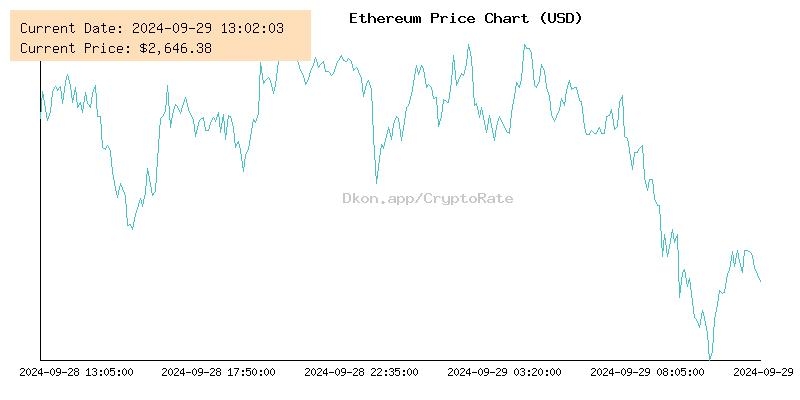 Ethereum Price Chart (USD)
Current Date: 2024-09-29 13:02:03
Current Price: $2,646.38
Dkon.app/CryptoRate
2024-09-28 13:05:00 2024-09-28 17:50:00 2024-09-28 22:35:00 2024-09-29 03:20:00 2024-09-29 08:05:00 2024-09-29